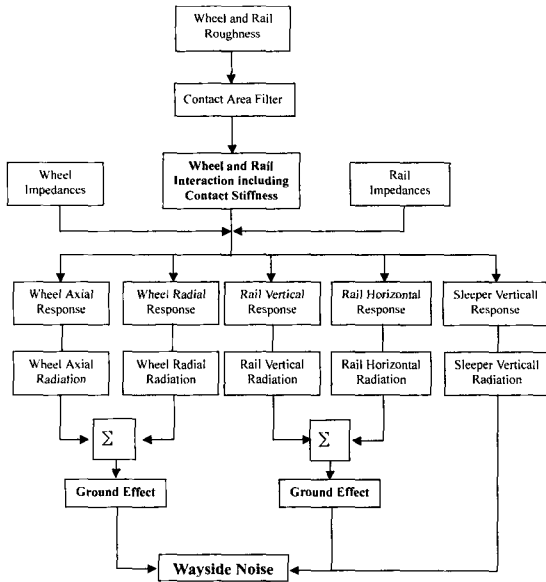 Wheel and Rail
Roughness
Contact Area Filter
Wheel and Rail
Interaction including
Contact Stiffness
Wheel
Impedances
Rail
Impedances
Wheel Axial
Response
Wheel Radial
Response
Rail Vertical
Response
Rail Horizontal
Response
Sleeper Verticall
Response
Wheel Axial
Radiation
Wheel Radial
Radiation
Rail Vertical
Radiation
Rail Horizontal
Radiation
Sleeper Verticall
Radiation
Σ
Σ
Ground Effect
Ground Effect
Wayside Noise